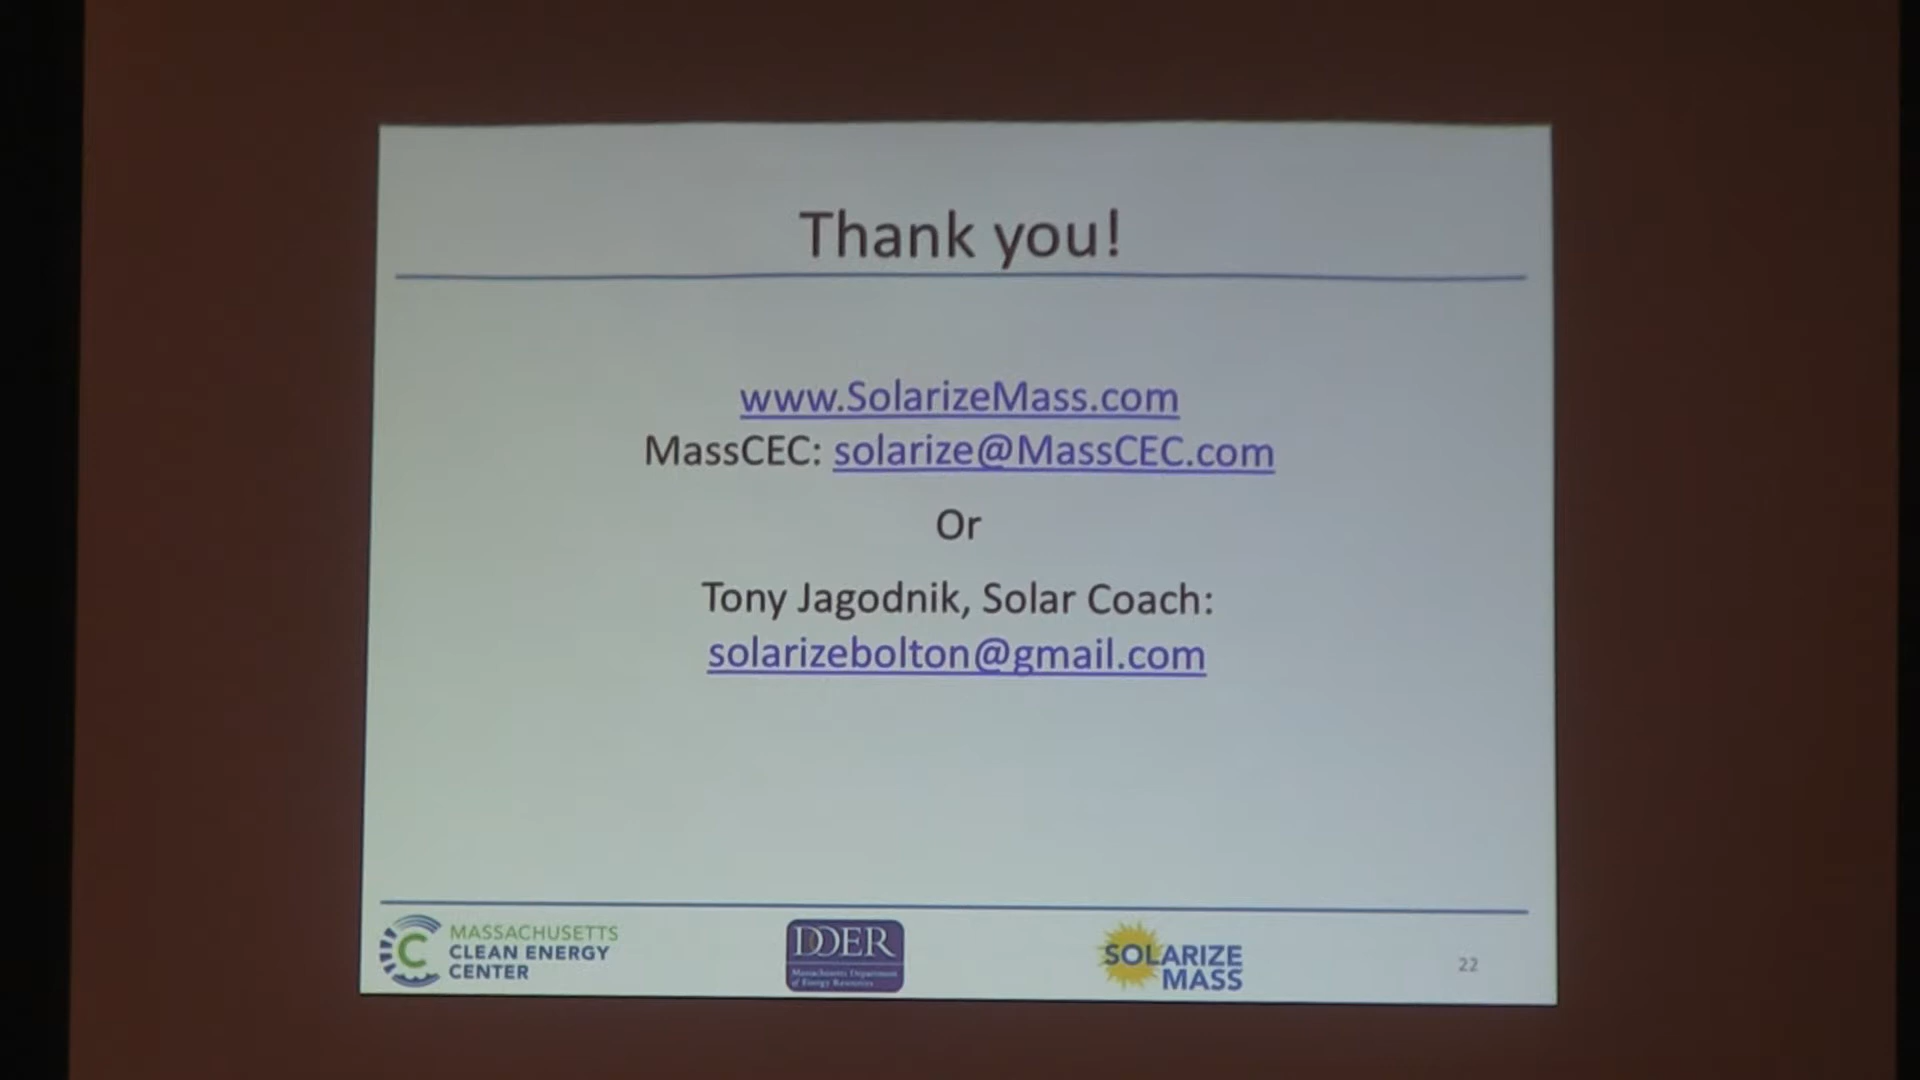 Thank you!
www.SolarizeMass.com
MassCEC: solarize@MassCEC.com
Or
Tony Jagodnik, Solar Coach:
solarizebolton@gmail.com
MASSACHUSETTS
CLEAN ENERGY
CENTER
DOER
Massachusetts Department
of Energy Resources
SOLARIZE
MASS
22